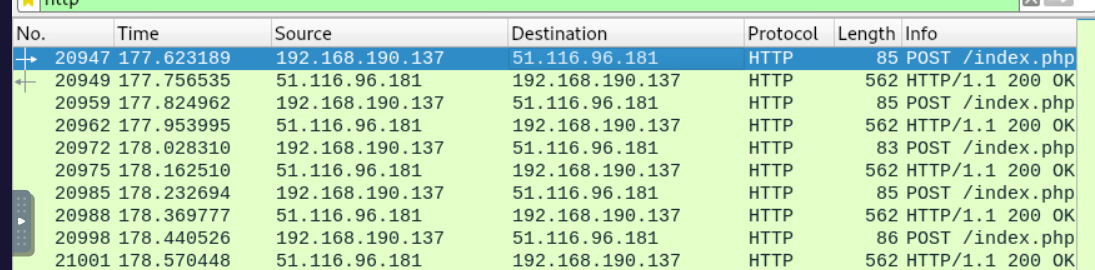 http
No. Time Source Destination Protocol Length Info
20947 177.623189 192.168.190.137 51.116.96.181 HTTP 85 POST /index.php
20949 177.756535 51.116.96.181 192.168.190.137 HTTP 562 HTTP/1.1 200 OK
20959 177.824962 192.168.190.137 51.116.96.181 HTTP 85 POST /index.php
20962 177.953995 51.116.96.181 192.168.190.137 HTTP 562 HTTP/1.1 200 OK
20972 178.028310 192.168.190.137 51.116.96.181 HTTP 83 POST /index.php
20975 178.162510 51.116.96.181 192.168.190.137 HTTP 562 HTTP/1.1 200 OK
20985 178.232694 192.168.190.137 51.116.96.181 HTTP 85 POST /index.php
20988 178.369777 51.116.96.181 192.168.190.137 HTTP 562 HTTP/1.1 200 OK
20998 178.440526 192.168.190.137 51.116.96.181 HTTP 86 POST /index.php
21001 178.570448 51.116.96.181 192.168.190.137 HTTP 562 HTTP/1.1 200 OK